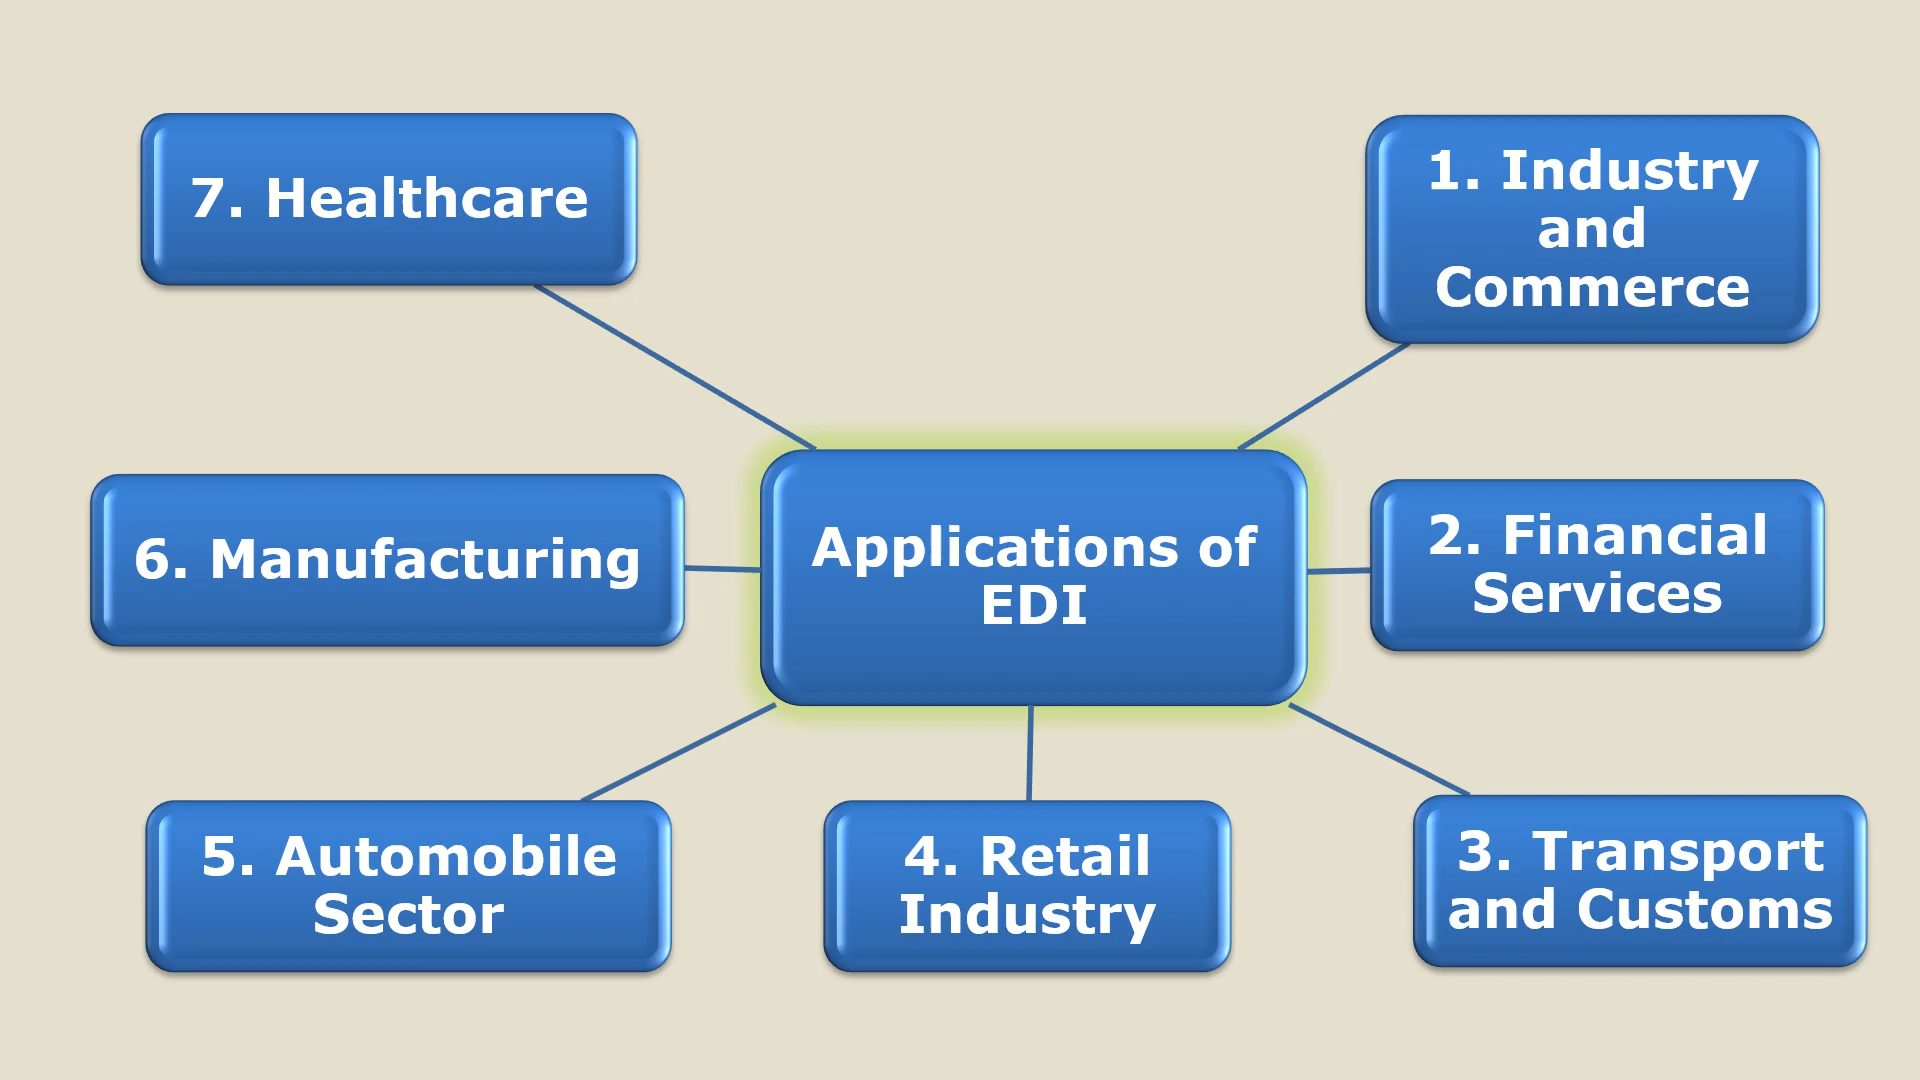 7. Healthcare
1. Industry
and
Commerce
6. Manufacturing
Applications of
EDI
2. Financial
Services
5. Automobile
Sector
4. Retail
Industry
3. Transport
and Customs